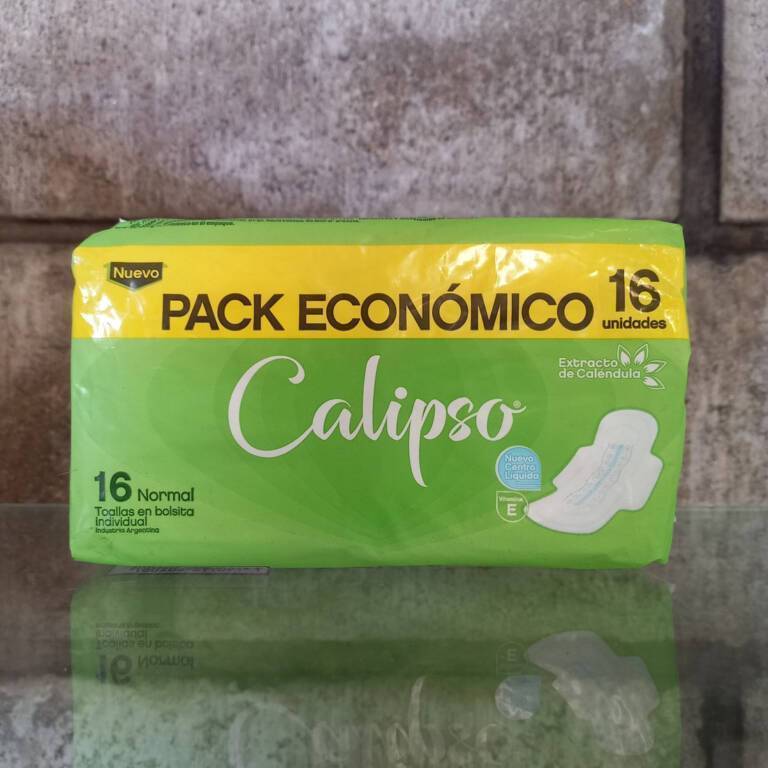 Nuevo
PACK ECONÓMICO
16
unidades
Extracto
de Caléndula
Calipso
Nuevo
Centro
Líquido
Vitamina
E
16 Normal
Toallas en bolsita
individual
Industria Argentina